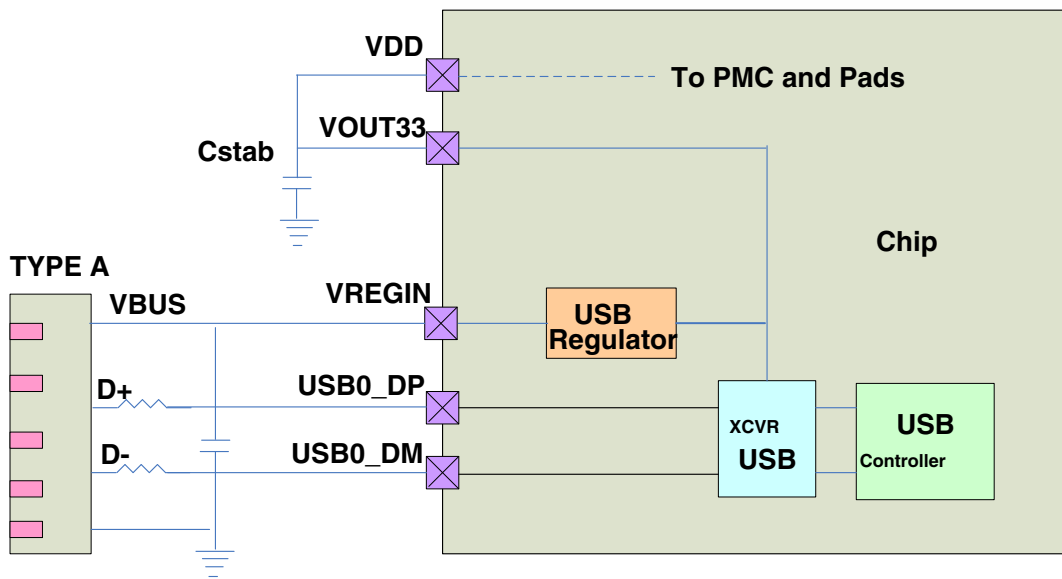 VDD
To PMC and Pads
VOUT33
Cstab
Chip
TYPE A
VBUS
VREGIN
USB
Regulator
D+
USB0_DP
D-
USB0_DM
XCVR
USB
USB
Controller